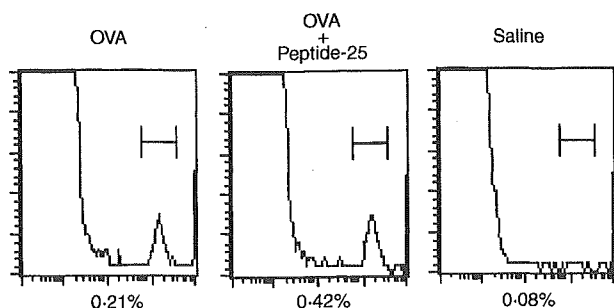 OVA
OVA
+
Peptide-25
Saline
0·21%
0·42%
0·08%